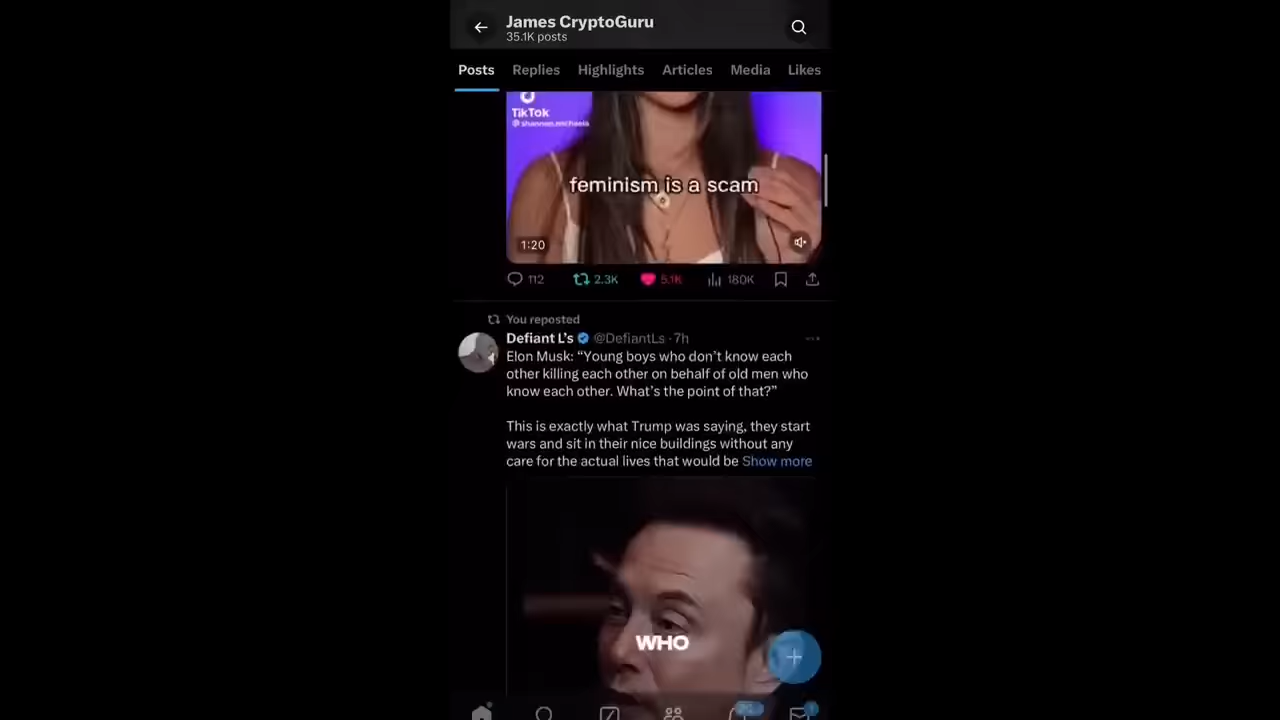 James CryptoGuru
35.1K posts
Posts Replies Highlights Articles Media Likes
TikTok
@shannon.michaela
feminism is a scam
1:20
112 2.3K 5.1K 180K
You reposted
Defiant L’s @DefiantLs · 7h
Elon Musk: “Young boys who don’t know each
other killing each other on behalf of old men who
know each other. What’s the point of that?”
This is exactly what Trump was saying, they start
wars and sit in their nice buildings without any
care for the actual lives that would be Show more
WHO